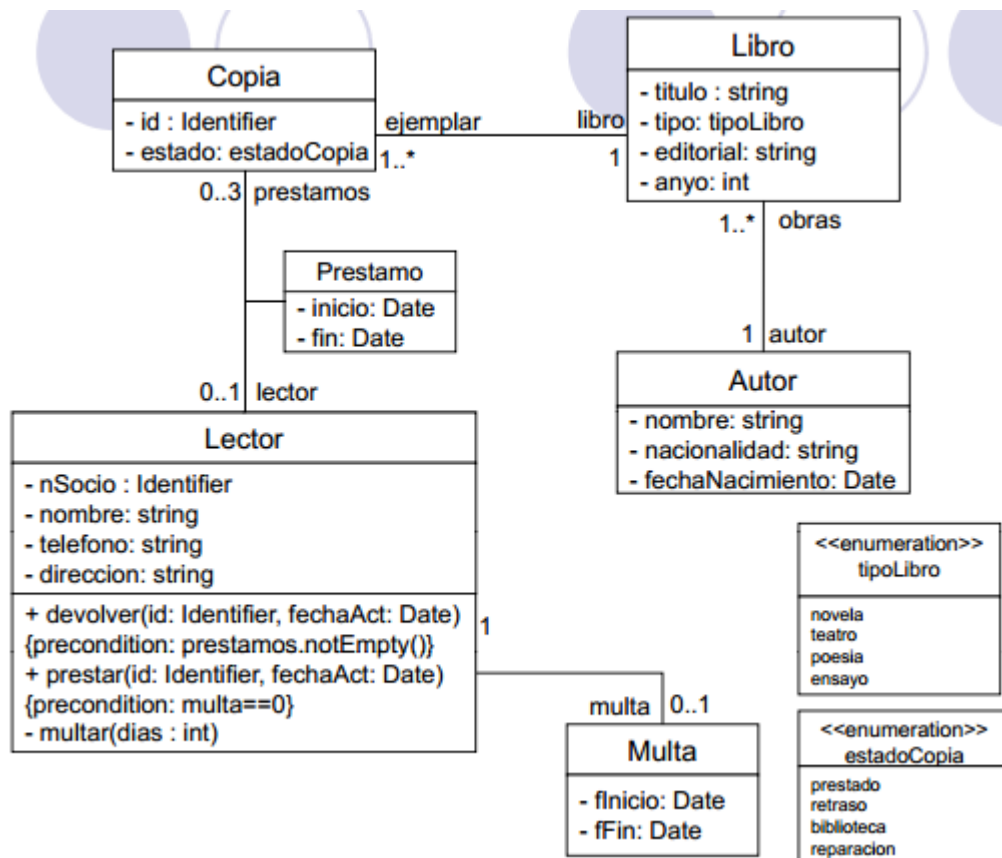 Copia
- id : Identifier
- estado: estadoCopia
ejemplar
1..*
libro
1
Libro
- titulo : string
- tipo: tipoLibro
- editorial: string
- anyo: int
0..3 prestamos
1..* obras
Prestamo
- inicio: Date
- fin: Date
1 autor
Autor
- nombre: string
- nacionalidad: string
- fechaNacimiento: Date
0..1 lector
Lector
- nSocio : Identifier
- nombre: string
- telefono: string
- direccion: string
+ devolver(id: Identifier, fechaAct: Date)
{precondition: prestamos.notEmpty()}
+ prestar(id: Identifier, fechaAct: Date)
{precondition: multa==0}
- multar(dias : int)
1
multa 0..1
Multa
- fInicio: Date
- fFin: Date
<<enumeration>>
tipoLibro
novela
teatro
poesia
ensayo
<<enumeration>>
estadoCopia
prestado
retraso
biblioteca
reparacion